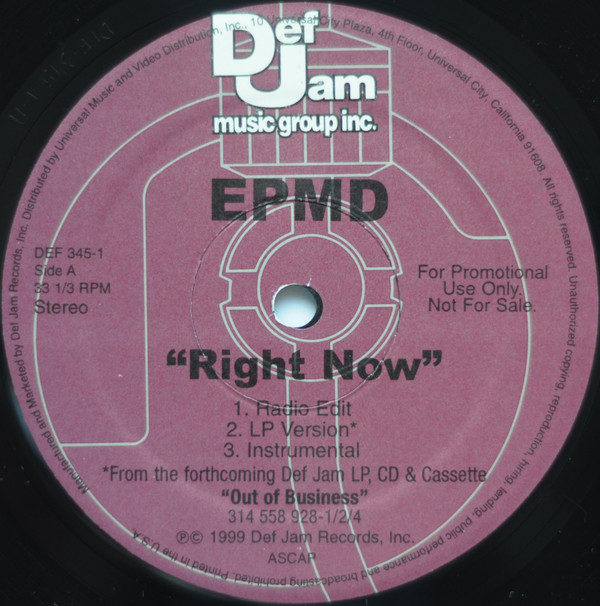 Def
Jam
music group inc.
EPMD
DEF 345-1
Side A
33 1/3 RPM
Stereo
For Promotional
Use Only.
Not For Sale.
“Right Now”
1. Radio Edit
2. LP Version*
3. Instrumental
*From the forthcoming Def Jam LP, CD & Cassette
“Out of Business”
314 558 928-1/2/4
℗© 1999 Def Jam Records, Inc.
ASCAP
Manufactured and Marketed by Def Jam Records, Inc. Distributed by Universal Music and Video Distribution, Inc., 10 Universal City Plaza, 4th Floor, Universal City, California 91608. All rights reserved. Unauthorized copying, reproduction, hiring, lending, public performance and broadcasting prohibited. Printed in the U.S.A.